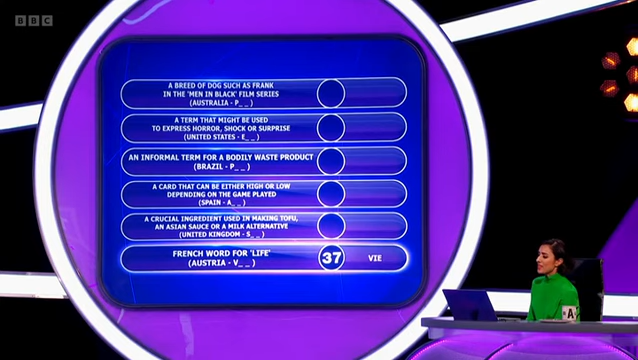 BBC
A BREED OF DOG SUCH AS FRANK
IN THE 'MEN IN BLACK' FILM SERIES
(AUSTRALIA - P_ _ )
A TERM THAT MIGHT BE USED
TO EXPRESS HORROR, SHOCK OR SURPRISE
(UNITED STATES - E_ _ )
AN INFORMAL TERM FOR A BODILY WASTE PRODUCT
(BRAZIL - P_ _ )
A CARD THAT CAN BE EITHER HIGH OR LOW
DEPENDING ON THE GAME PLAYED
(SPAIN - A_ _ )
A CRUCIAL INGREDIENT USED IN MAKING TOFU,
AN ASIAN SAUCE OR A MILK ALTERNATIVE
(UNITED KINGDOM - S_ _ )
FRENCH WORD FOR 'LIFE'
(AUSTRIA - V_ _ )
37 VIE
A